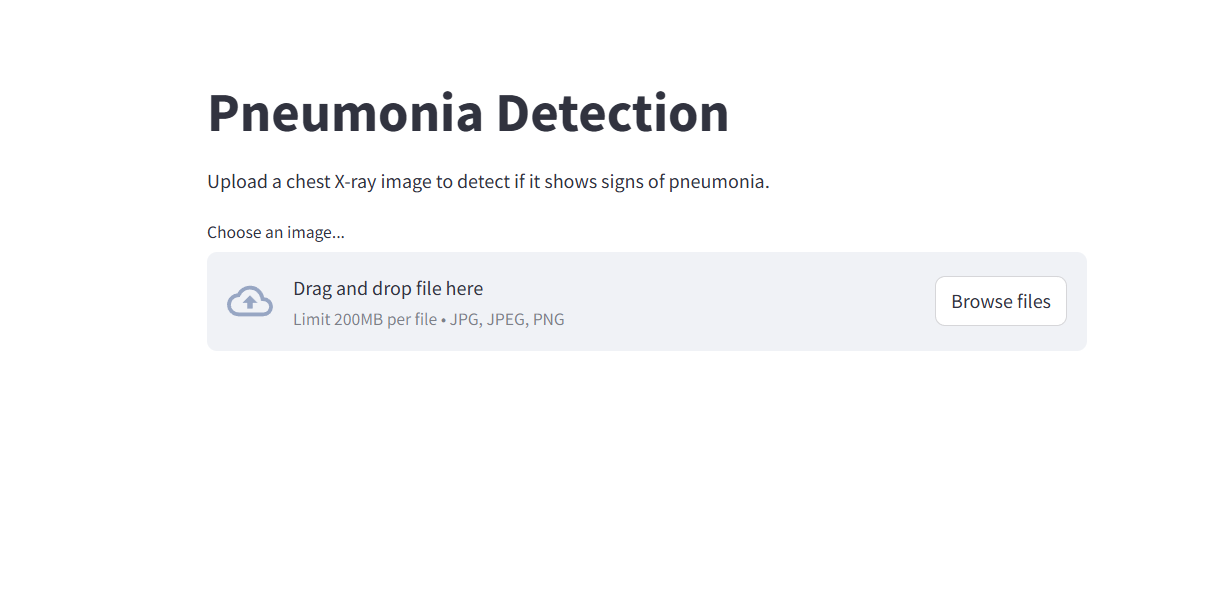 Pneumonia Detection
Upload a chest X-ray image to detect if it shows signs of pneumonia.
Choose an image...
Drag and drop file here
Limit 200MB per file • JPG, JPEG, PNG
Browse files